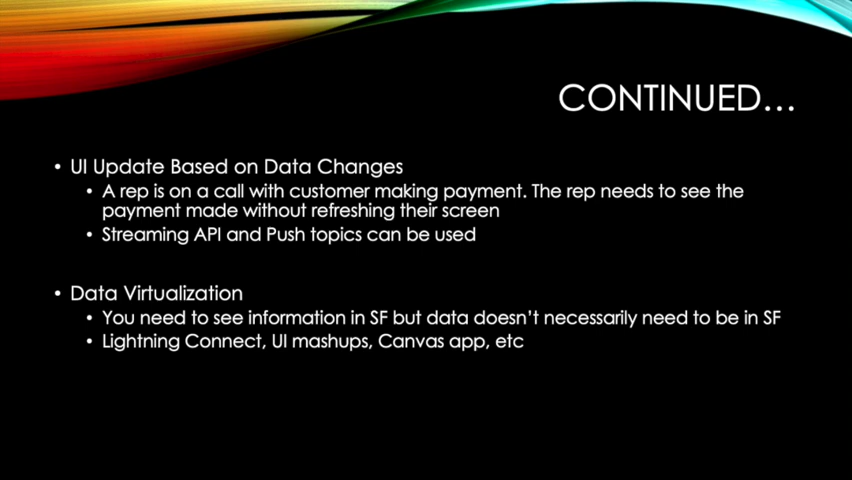 CONTINUED...
• UI Update Based on Data Changes
• A rep is on a call with customer making payment. The rep needs to see the
payment made without refreshing their screen
• Streaming API and Push topics can be used
• Data Virtualization
• You need to see information in SF but data doesn't necessarily need to be in SF
• Lightning Connect, UI mashups, Canvas app, etc